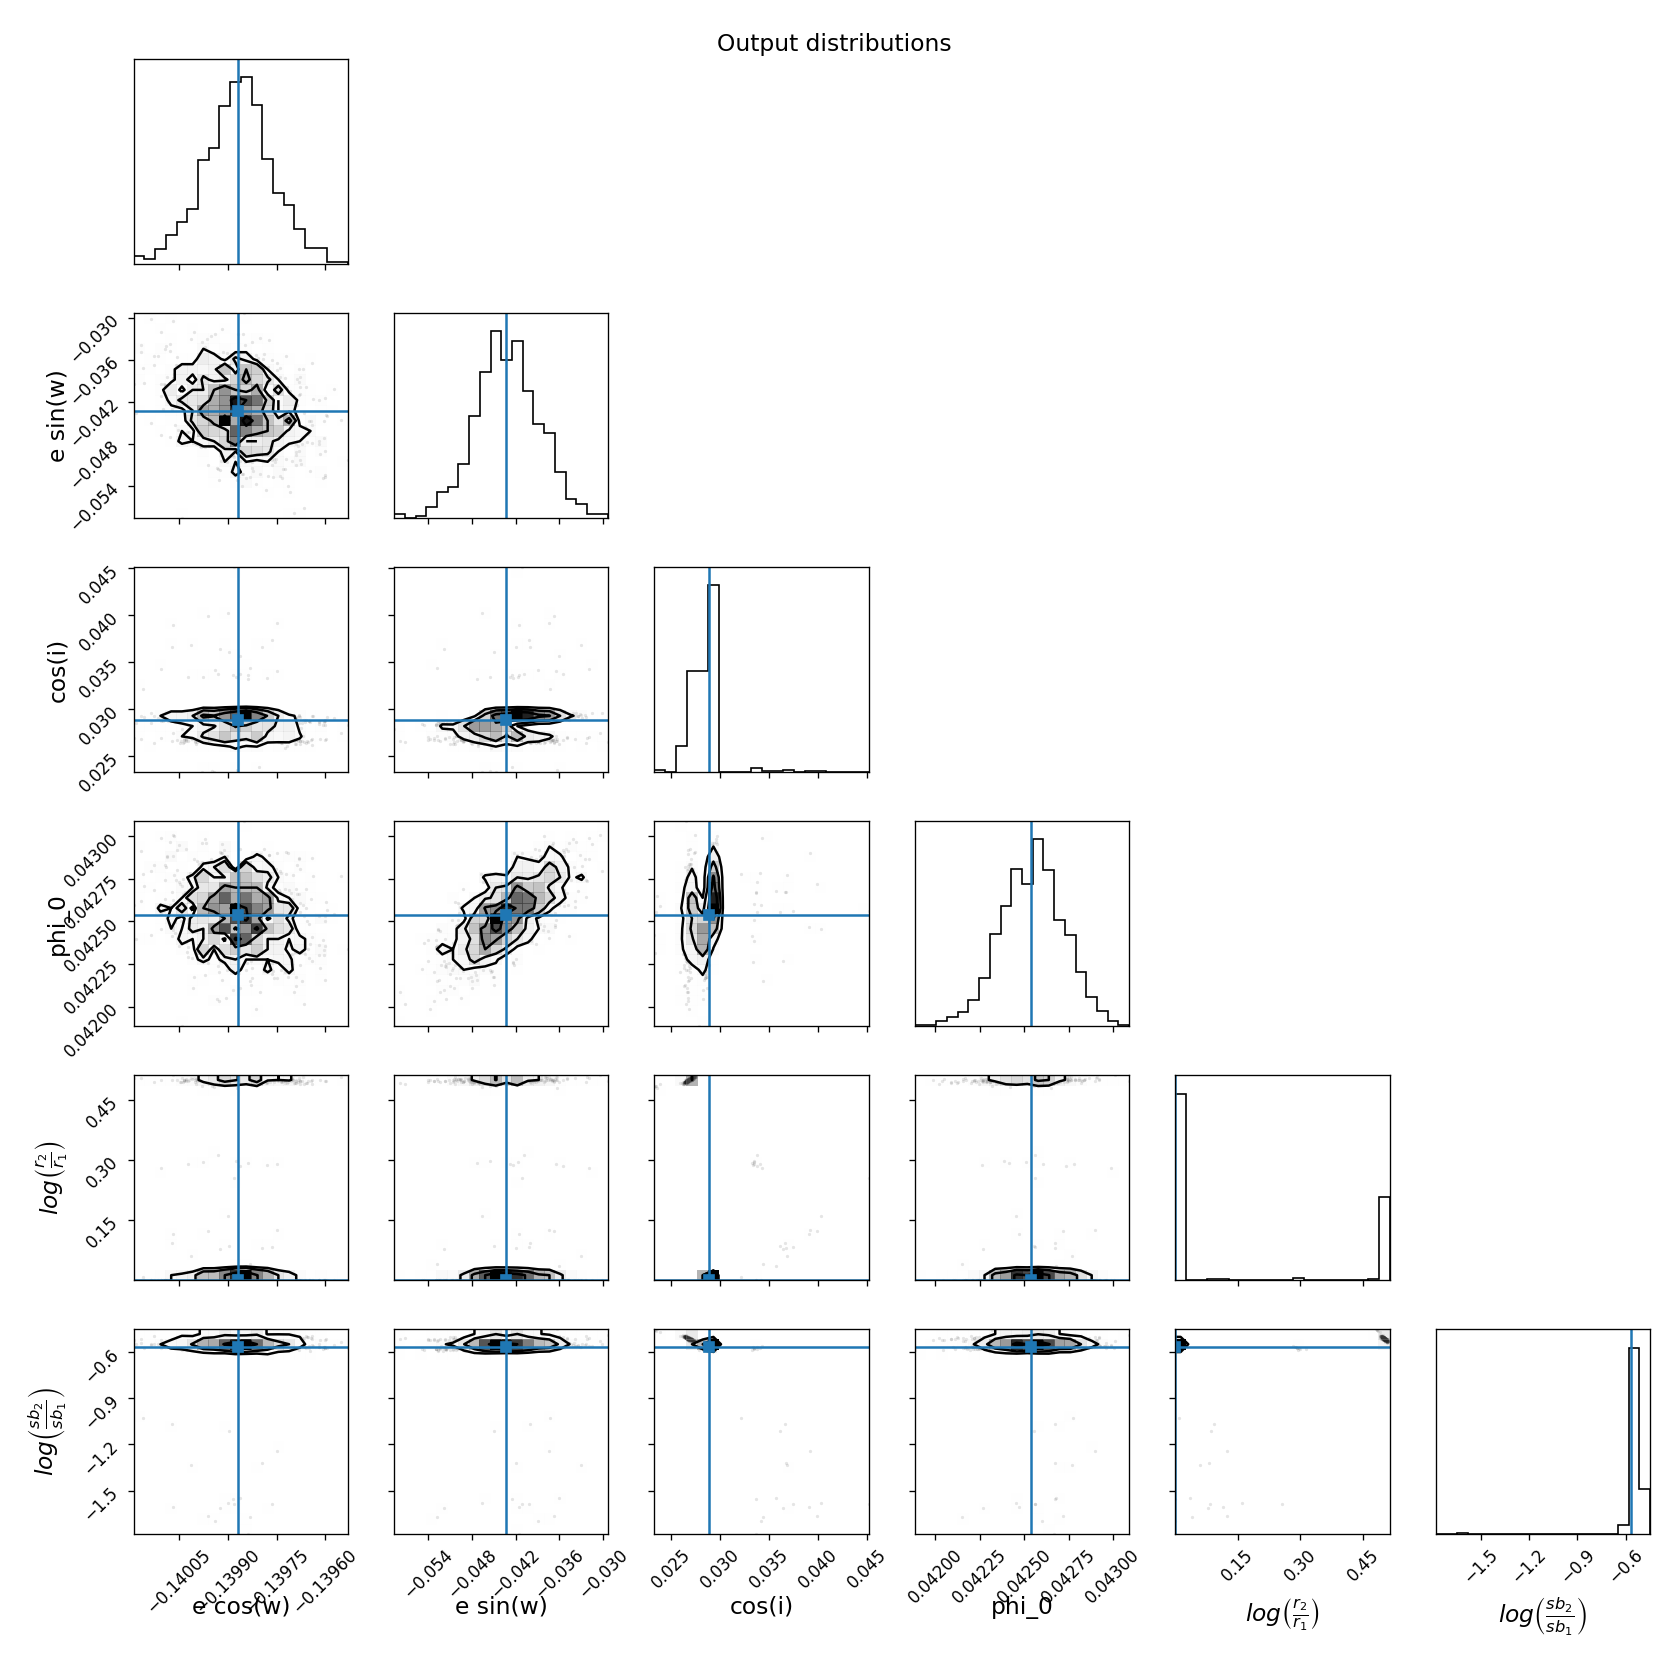 Output distributions
e sin(w)
−0.030
−0.036
−0.042
−0.048
−0.054
cos(i)
0.045
0.040
0.035
0.030
0.025
phi_0
0.04300
0.04275
0.04250
0.04225
0.04200
log(r₂/r₁)
0.45
0.30
0.15
log(sb₂/sb₁)
−0.6
−0.9
−1.2
−1.5
−0.14005 −0.13990 −0.13975 −0.13960
e cos(w)
−0.054 −0.048 −0.042 −0.036 −0.030
e sin(w)
0.025 0.030 0.035 0.040 0.045
cos(i)
0.04200 0.04225 0.04250 0.04275 0.04300
phi_0
0.15 0.30 0.45
log(r₂/r₁)
−1.5 −1.2 −0.9 −0.6
log(sb₂/sb₁)